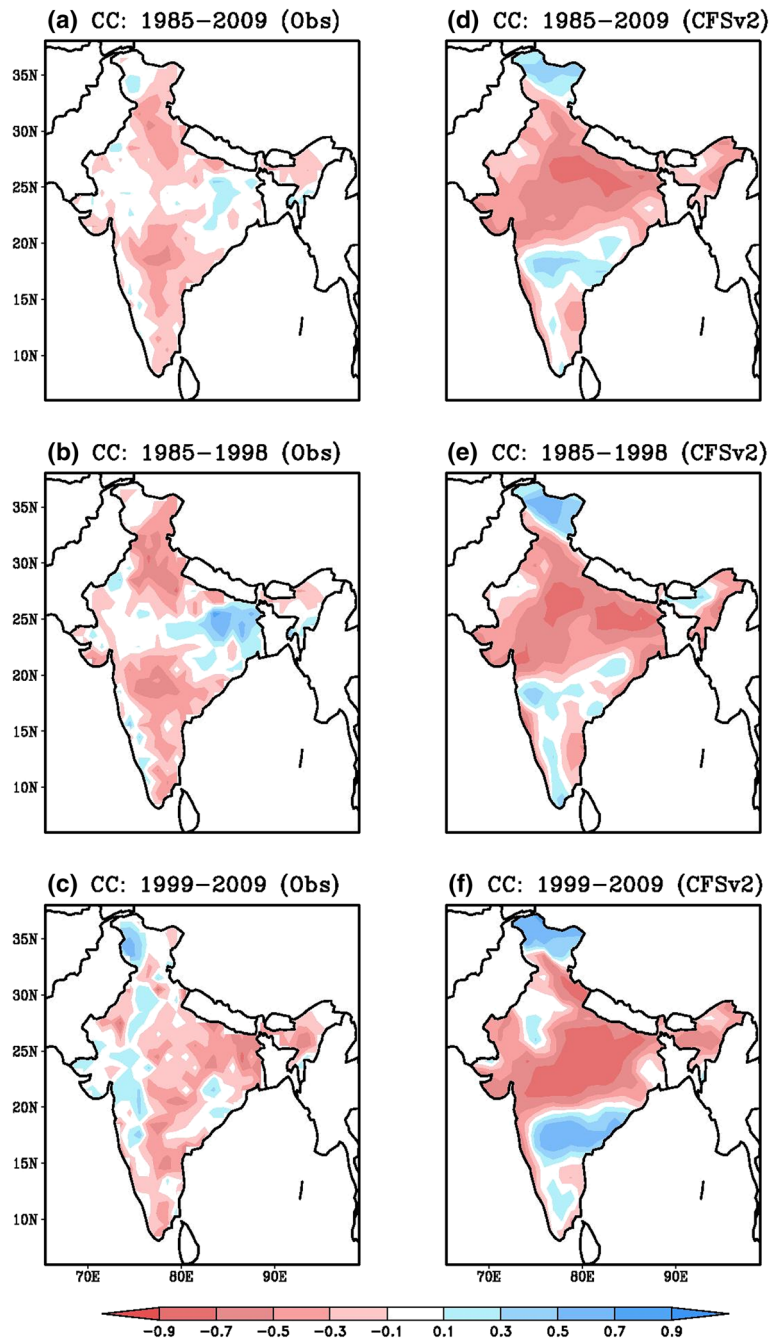 (a) CC: 1985−2009 (Obs)
(d) CC: 1985−2009 (CFSv2)
35N
30N
25N
20N
15N
10N
(b) CC: 1985−1998 (Obs)
(e) CC: 1985−1998 (CFSv2)
35N
30N
25N
20N
15N
10N
(c) CC: 1999−2009 (Obs)
(f) CC: 1999−2009 (CFSv2)
35N
30N
25N
20N
15N
10N
70E 80E 90E
70E 80E 90E
−0.9 −0.7 −0.5 −0.3 −0.1 0.1 0.3 0.5 0.7 0.9